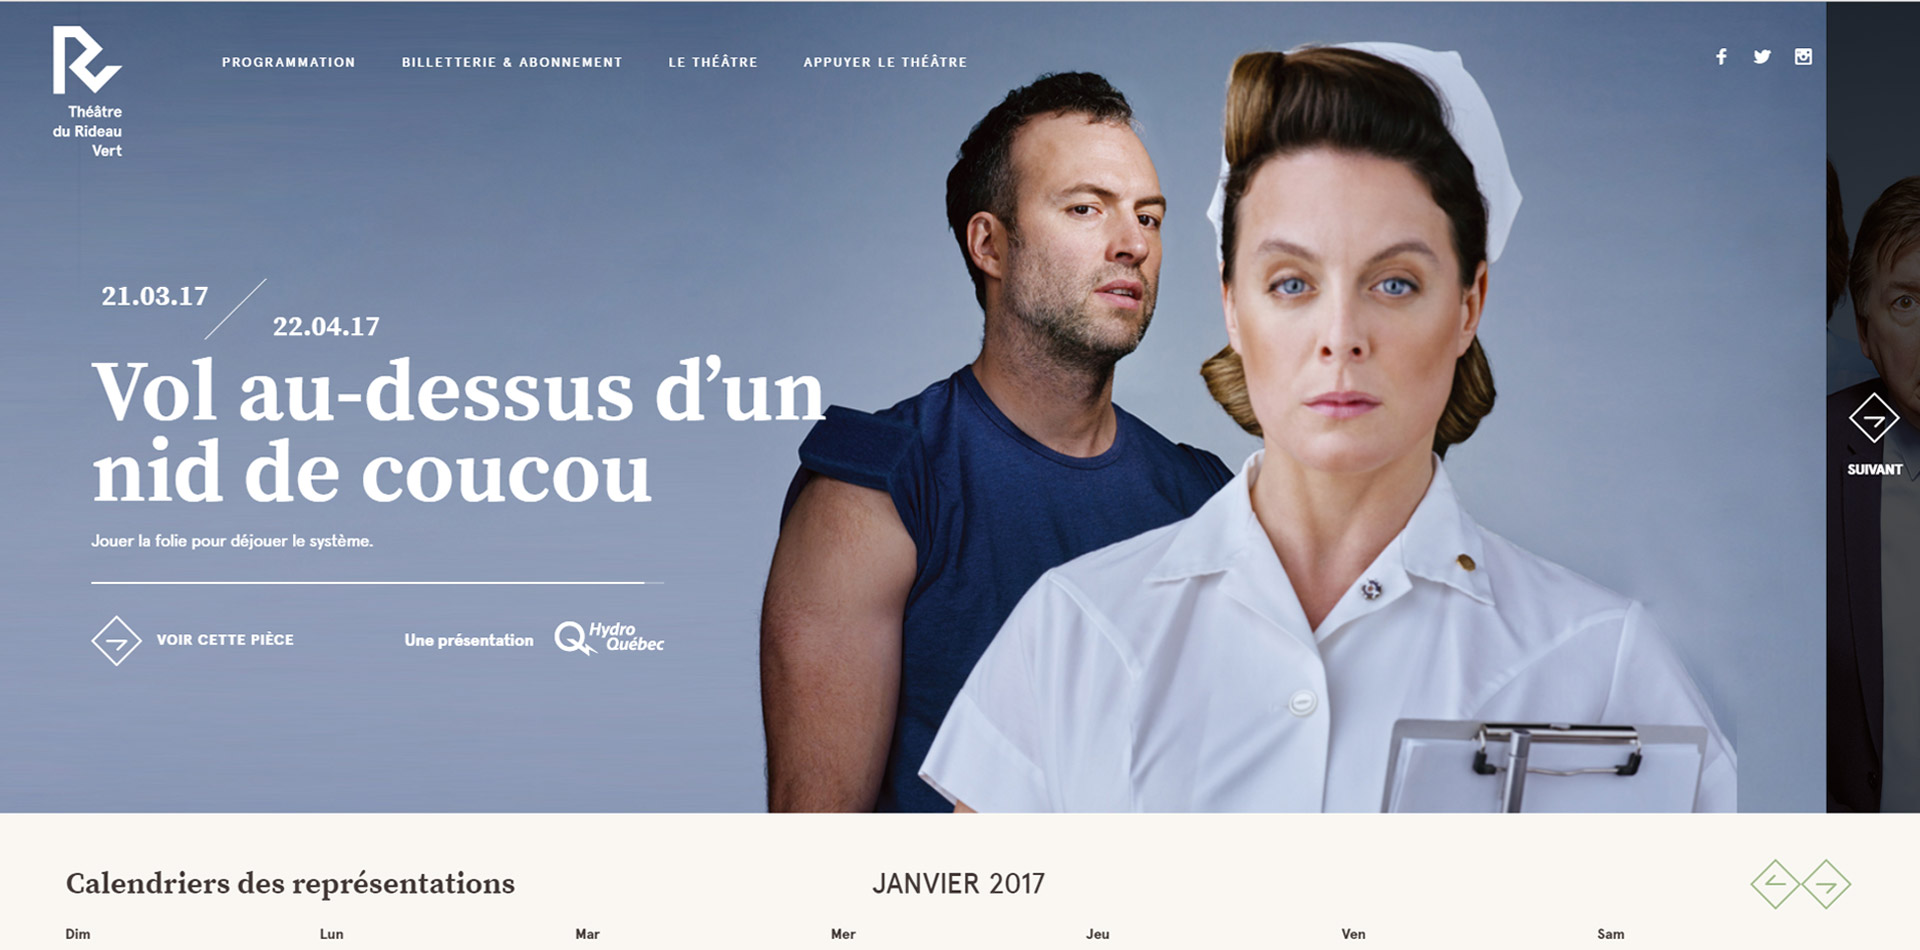 PROGRAMMATION BILLETTERIE & ABONNEMENT LE THÉÂTRE APPUYER LE THÉÂTRE
Théâtre
du Rideau
Vert
21.03.17
22.04.17
Vol au-dessus d’un
nid de coucou
Jouer la folie pour déjouer le système.
VOIR CETTE PIÈCE
Une présentation
Hydro
Québec
SUIVANT
Calendriers des représentations
JANVIER 2017
Dim Lun Mar Mer Jeu Ven Sam